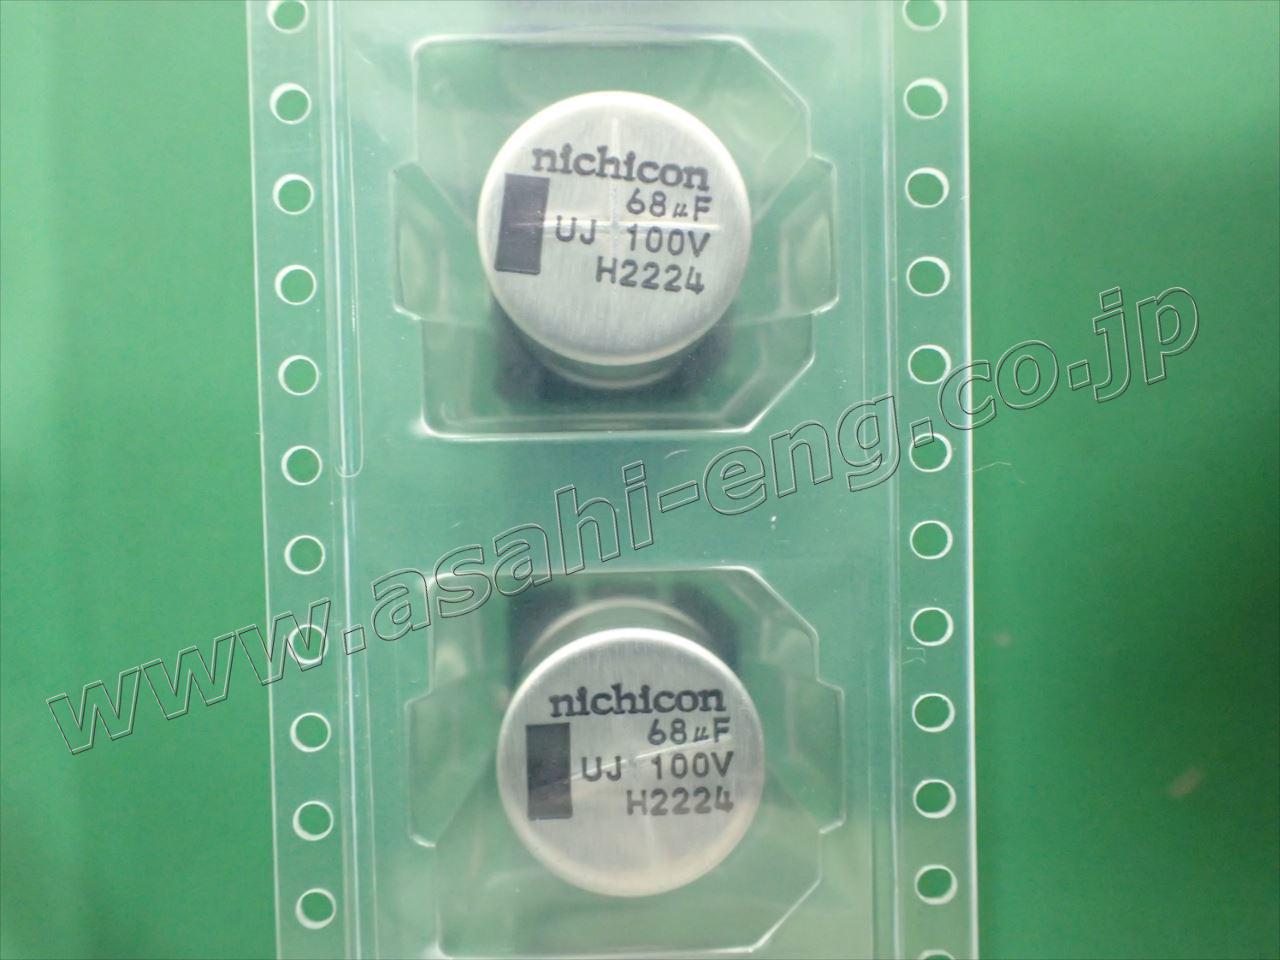 nichicon
68μF
UJ 100V
H2224
www.asahi-eng.co.jp
nichicon
68μF
UJ 100V
H2224